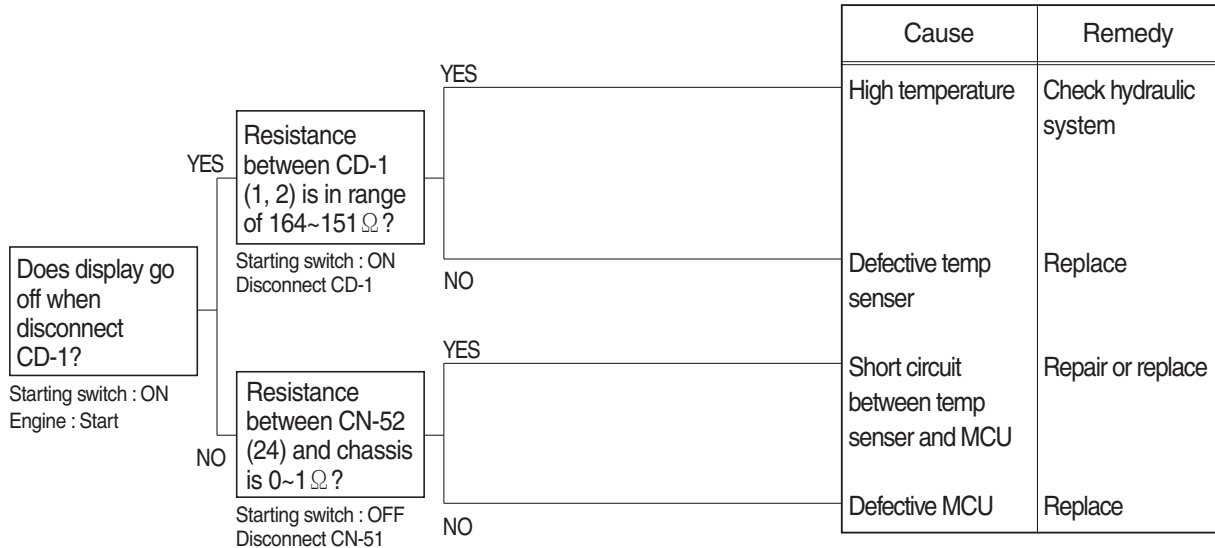 Cause
Remedy
YES
High temperature
Check hydraulic
system
YES
Resistance
between CD-1
(1, 2) is in range
of 164~151Ω?
Starting switch : ON
Disconnect CD-1
NO
Defective temp
senser
Replace
Does display go
off when
disconnect
CD-1?
Starting switch : ON
Engine : Start
YES
Short circuit
between temp
senser and MCU
Repair or replace
NO
Resistance
between CN-52
(24) and chassis
is 0~1Ω?
Starting switch : OFF
Disconnect CN-51
NO
Defective MCU
Replace